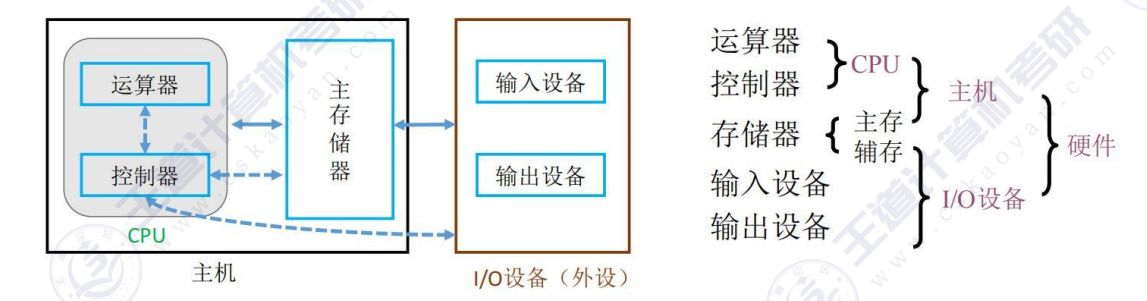 运算器
控制器
CPU
主存储器
主机
输入设备
输出设备
I/O设备（外设）
运算器
控制器
CPU
存储器
主存
辅存
主机
输入设备
输出设备
I/O设备
硬件
王道计算机考研
www.cskaoyan.com